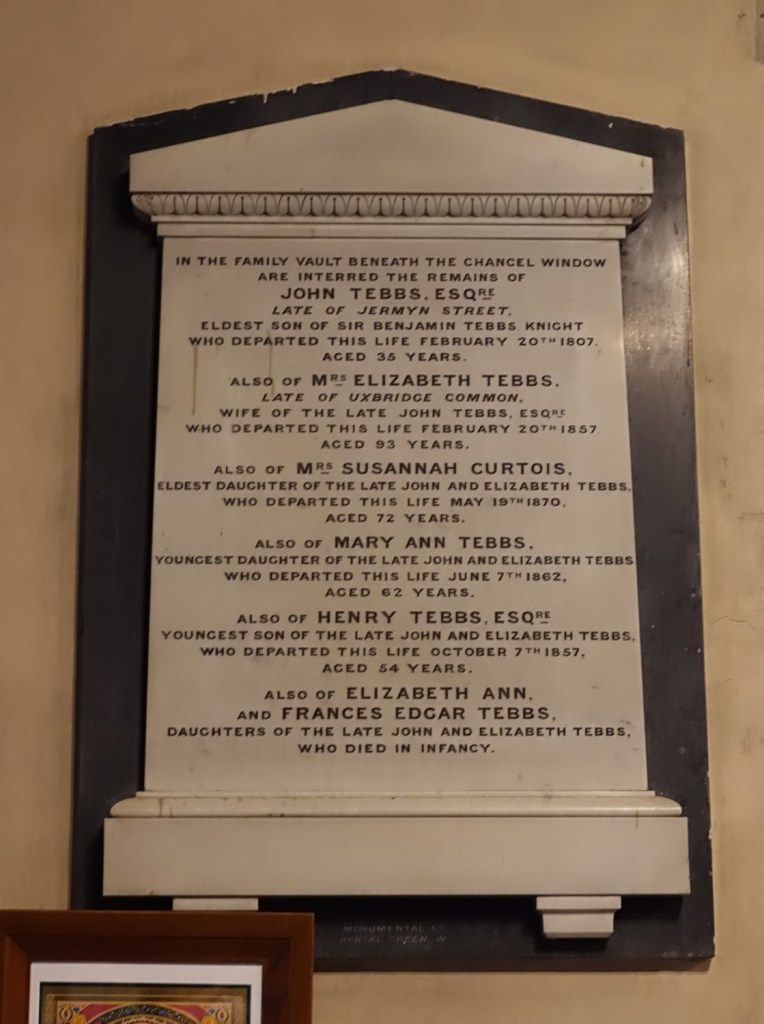 IN THE FAMILY VAULT BENEATH THE CHANCEL WINDOW
ARE INTERRED THE REMAINS OF
JOHN TEBBS, ESQRE
LATE OF JERMYN STREET,
ELDEST SON OF SIR BENJAMIN TEBBS, KNIGHT
WHO DEPARTED THIS LIFE FEBRUARY 20TH 1807,
AGED 35 YEARS.
ALSO OF MRS ELIZABETH TEBBS,
LATE OF UXBRIDGE COMMON,
WIFE OF THE LATE JOHN TEBBS, ESQRE
WHO DEPARTED THIS LIFE FEBRUARY 20TH 1857
AGED 93 YEARS.
ALSO OF MRS SUSANNAH CURTOIS,
ELDEST DAUGHTER OF THE LATE JOHN AND ELIZABETH TEBBS,
WHO DEPARTED THIS LIFE MAY 19TH 1870,
AGED 72 YEARS.
ALSO OF MARY ANN TEBBS,
YOUNGEST DAUGHTER OF THE LATE JOHN AND ELIZABETH TEBBS
WHO DEPARTED THIS LIFE JUNE 7TH 1862,
AGED 62 YEARS.
ALSO OF HENRY TEBBS, ESQRE
YOUNGEST SON OF THE LATE JOHN AND ELIZABETH TEBBS,
WHO DEPARTED THIS LIFE OCTOBER 7TH 1857,
AGED 54 YEARS.
ALSO OF ELIZABETH ANN,
AND FRANCES EDGAR TEBBS,
DAUGHTERS OF THE LATE JOHN AND ELIZABETH TEBBS,
WHO DIED IN INFANCY.
MONUMENTAL